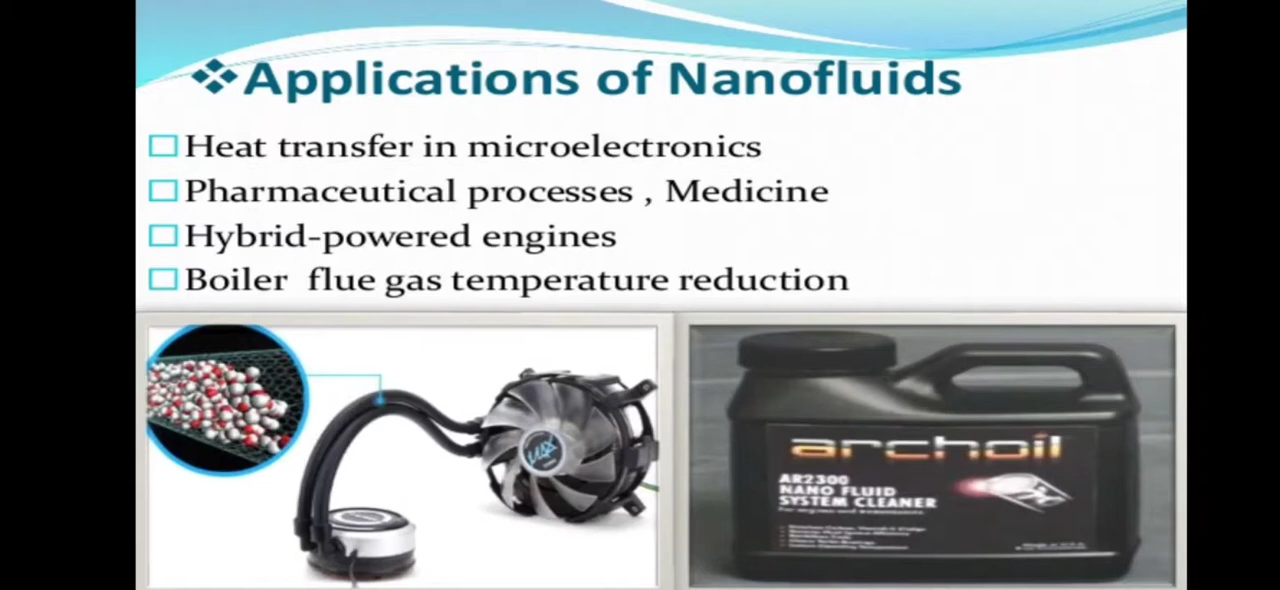 Applications of Nanofluids
Heat transfer in microelectronics
Pharmaceutical processes , Medicine
Hybrid-powered engines
Boiler flue gas temperature reduction
archoil
AR2300
NANO FLUID
SYSTEM CLEANER